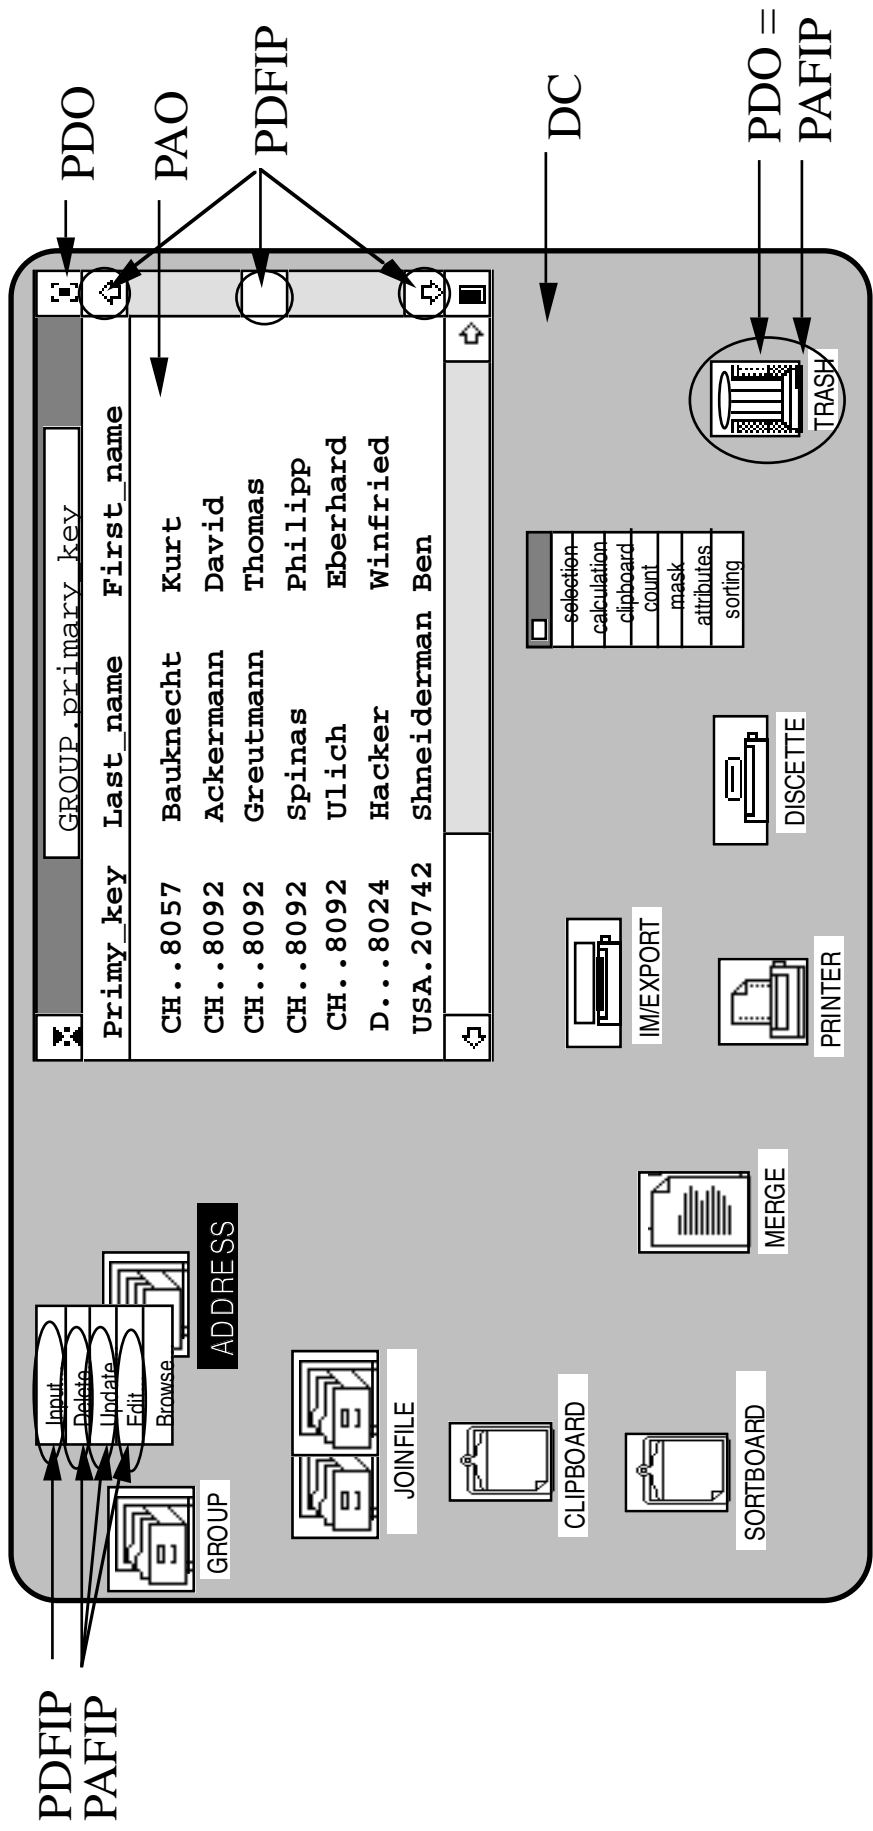 PDO
PAO
PDFIP
DC
PDO =
PAFIP
PDFIP
PAFIP
GROUP.primary_key
Primy_key Last_name First_name
CH..8057 Bauknecht Kurt
CH..8092 Ackermann David
CH..8092 Greutmann Thomas
CH..8092 Spinas Philipp
CH..8092 Ulich Eberhard
D...8024 Hacker Winfried
USA.20742 Shneiderman Ben
Input
Delete
Update
Edit
Browse
ADDRESS
GROUP
JOINFILE
CLIPBOARD
SORTBOARD
MERGE
IM/EXPORT
PRINTER
DISCETTE
selection
calculation
clipboard
count
mask
attributes
sorting
TRASH